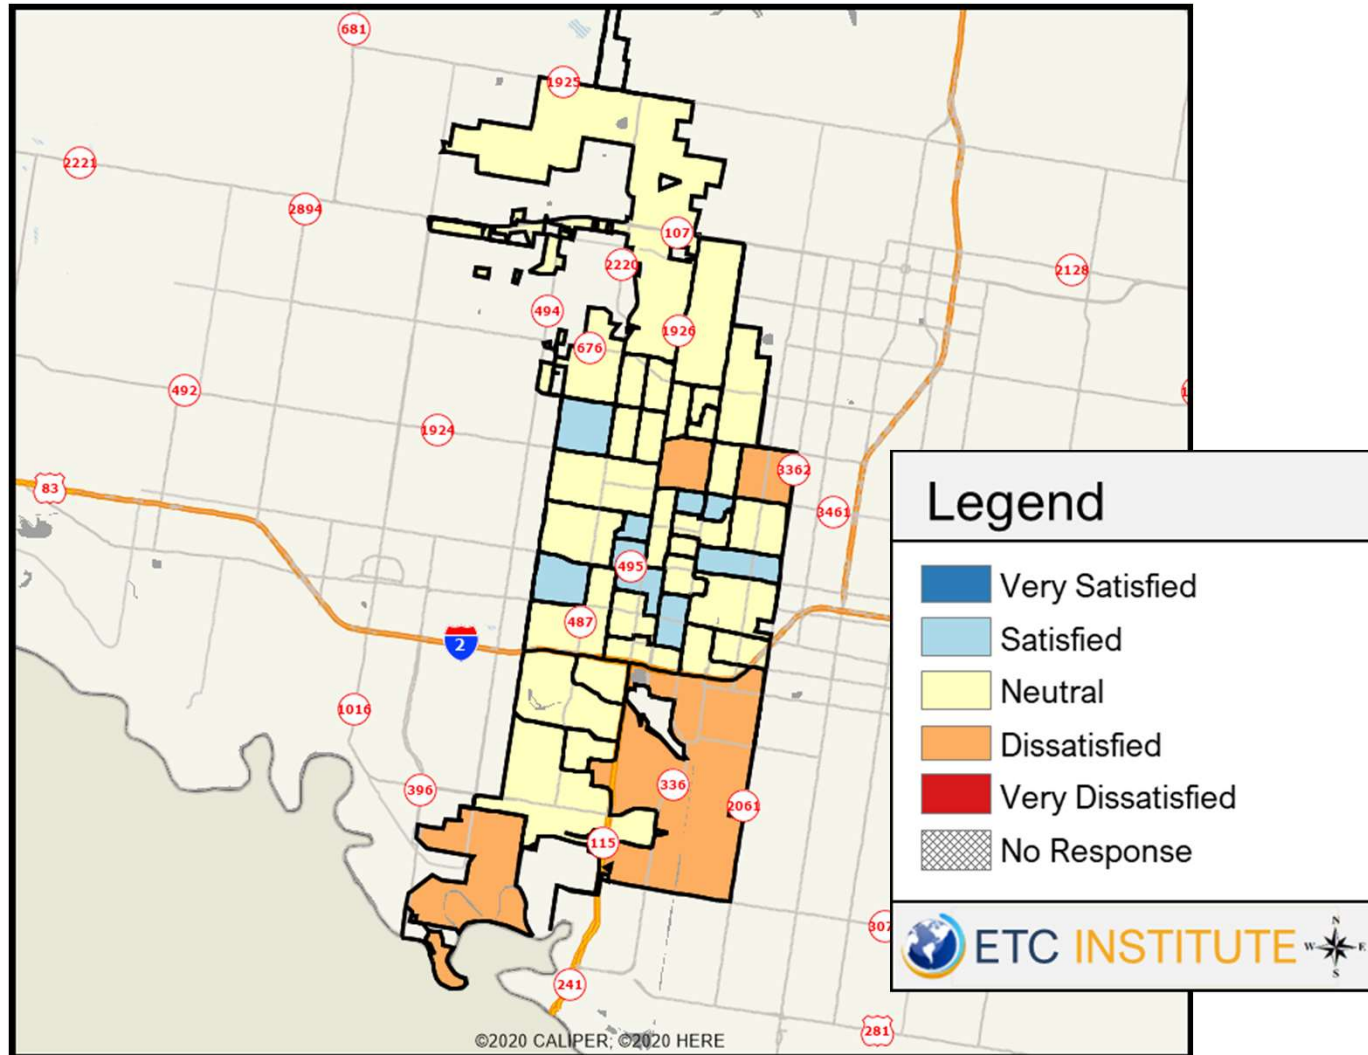 681
1925
2221
2894
107
2220
2128
494
1926
676
492
1924
3362
83
3461
495
487
2
1016
336
396
2061
115
307
241
281
©2020 CALIPER; ©2020 HERE
Legend
Very Satisfied
Satisfied
Neutral
Dissatisfied
Very Dissatisfied
No Response
ETC INSTITUTE
N
W E
S